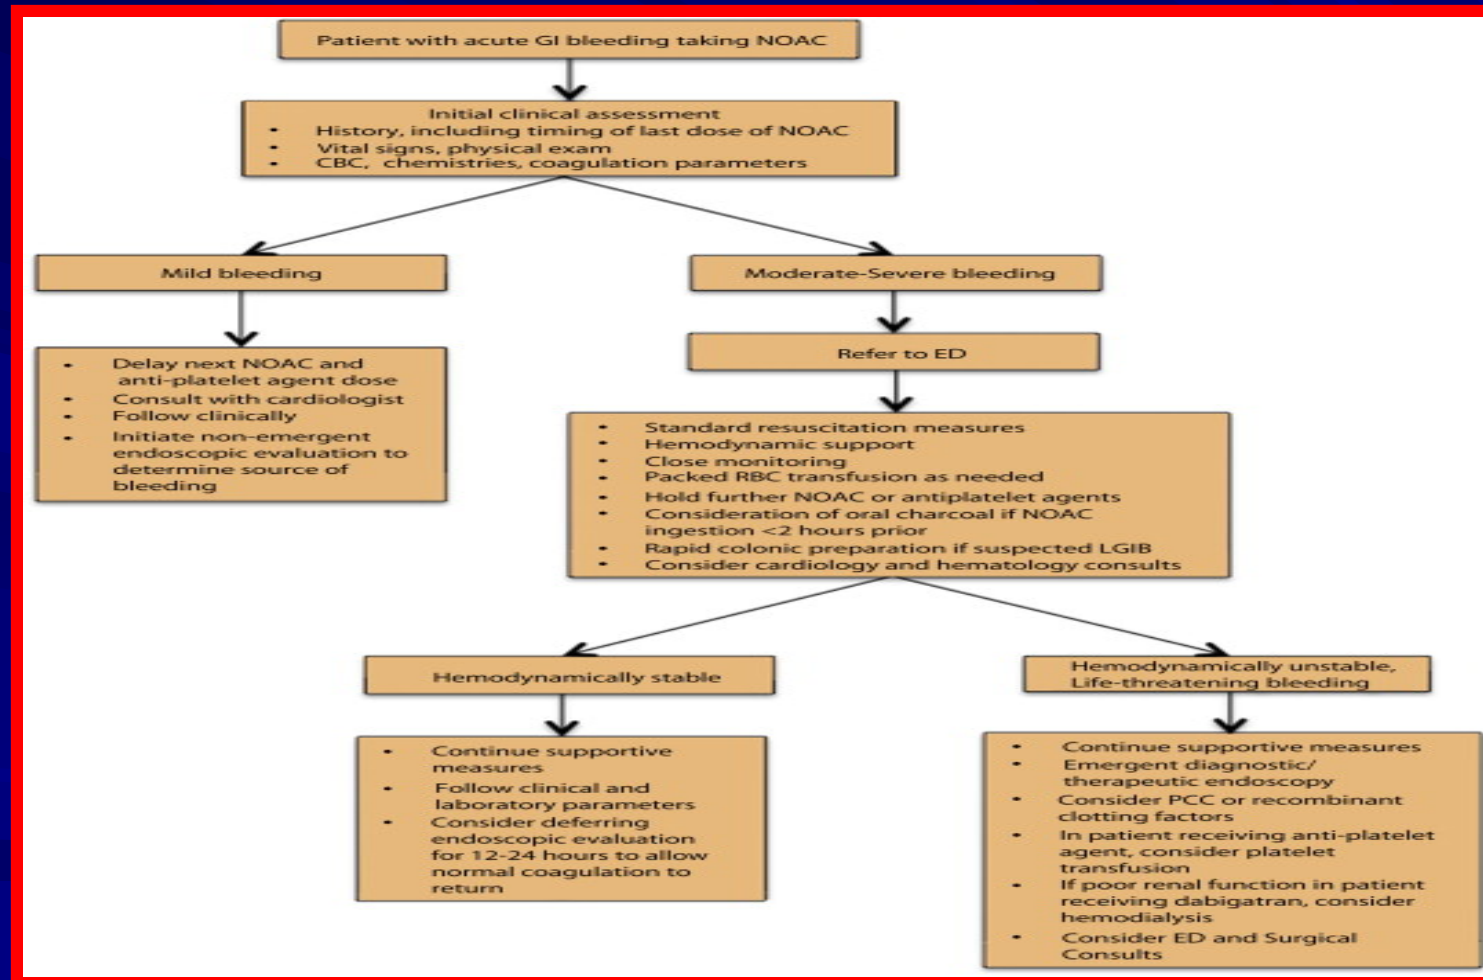 Patient with acute GI bleeding taking NOAC
Initial clinical assessment
• History, including timing of last dose of NOAC
• Vital signs, physical exam
• CBC, chemistries, coagulation parameters
Mild bleeding
Moderate-Severe bleeding
• Delay next NOAC and
anti-platelet agent dose
• Consult with cardiologist
• Follow clinically
• Initiate non-emergent
endoscopic evaluation to
determine source of
bleeding
Refer to ED
• Standard resuscitation measures
• Hemodynamic support
• Close monitoring
• Packed RBC transfusion as needed
• Hold further NOAC or antiplatelet agents
• Consideration of oral charcoal if NOAC
ingestion <2 hours prior
• Rapid colonic preparation if suspected LGIB
• Consider cardiology and hematology consults
Hemodynamically stable
Hemodynamically unstable,
Life-threatening bleeding
• Continue supportive
measures
• Follow clinical and
laboratory parameters
• Consider deferring
endoscopic evaluation
for 12-24 hours to allow
normal coagulation to
return
• Continue supportive measures
• Emergent diagnostic/
therapeutic endoscopy
• Consider PCC or recombinant
clotting factors
• In patient receiving anti-platelet
agent, consider platelet
transfusion
• If poor renal function in patient
receiving dabigatran, consider
hemodialysis
• Consider ED and Surgical
Consults